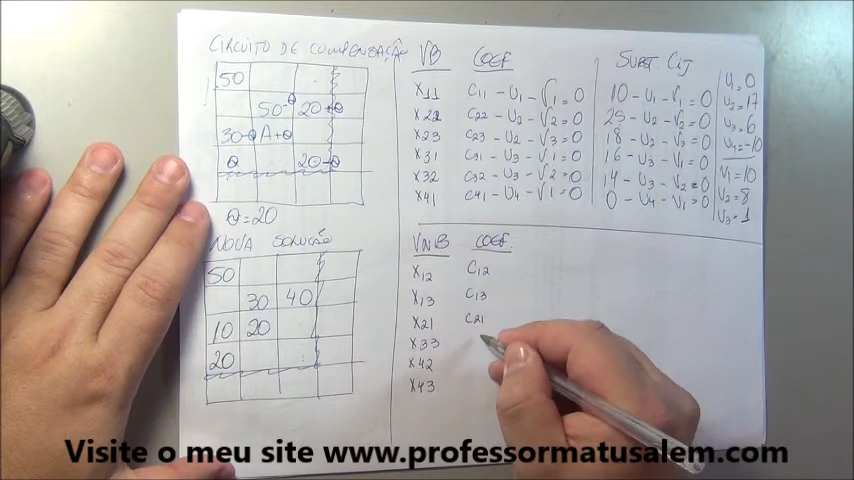 CIRCUITO DE COMPENSAÇÃO
50
50-θ 20+θ
30-θ A+θ
θ 20-θ
θ=20
NOVA SOLUÇÃO
50
30 40
10 20
20
VB COEF SUBST. CIJ
X11 C11 - U1 - V1 = 0 10 - U1 - V1 = 0
X22 C22 - U2 - V2 = 0 25 - U2 - V2 = 0
X23 C23 - U2 - V3 = 0 18 - U2 - V3 = 0
X31 C31 - U3 - V1 = 0 16 - U3 - V1 = 0
X32 C32 - U3 - V2 = 0 14 - U3 - V2 = 0
X41 C41 - U4 - V1 = 0 0 - U4 - V1 = 0
U1 = 0
U2 = 17
U3 = 6
U4 = -10
V1 = 10
V2 = 8
V3 = 1
VNB COEF.
X12 C12
X13 C13
X21 C21
X33
X42
X43
Visite o meu site www.professormatusalem.com